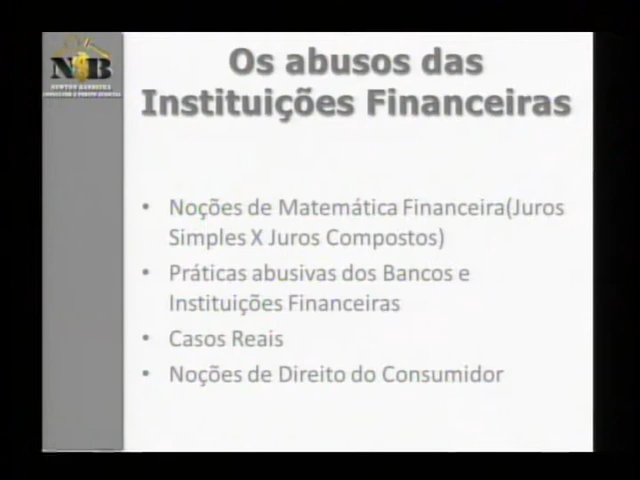 NB
Os abusos das
Instituições Financeiras
• Noções de Matemática Financeira(Juros
Simples X Juros Compostos)
• Práticas abusivas dos Bancos e
Instituições Financeiras
• Casos Reais
• Noções de Direito do Consumidor